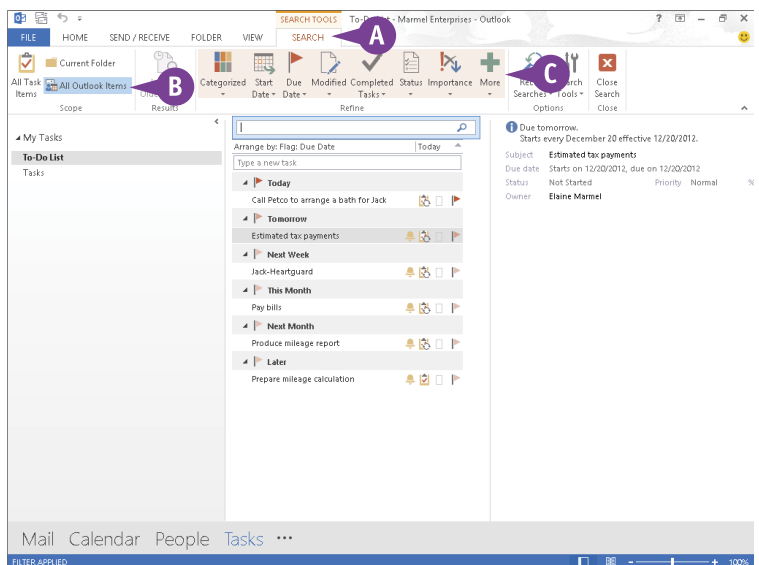 SEARCH TOOLS
Marmel Enterprises - Outlook
FILE HOME SEND / RECEIVE FOLDER VIEW SEARCH
A
All Task Items
Current Folder
All Outlook Items
B
Scope
Results
Categorized
Start Date
Due Date
Modified
Completed Tasks
Status
Importance
More
C
Refine
Searches
Tools
Options
Close Search
Close
My Tasks
To-Do List
Tasks
Arrange by: Flag: Due Date Today
Type a new task
Today
Call Petco to arrange a bath for Jack
Tomorrow
Estimated tax payments
Next Week
Jack-Heartguard
This Month
Pay bills
Next Month
Produce mileage report
Later
Prepare mileage calculation
Due tomorrow.
Starts every December 20 effective 12/20/2012.
Subject Estimated tax payments
Due date Starts on 12/20/2012, due on 12/20/2012
Status Not Started Priority Normal %
Owner Elaine Marmel
Mail Calendar People Tasks •••
FILTER APPLIED 100%